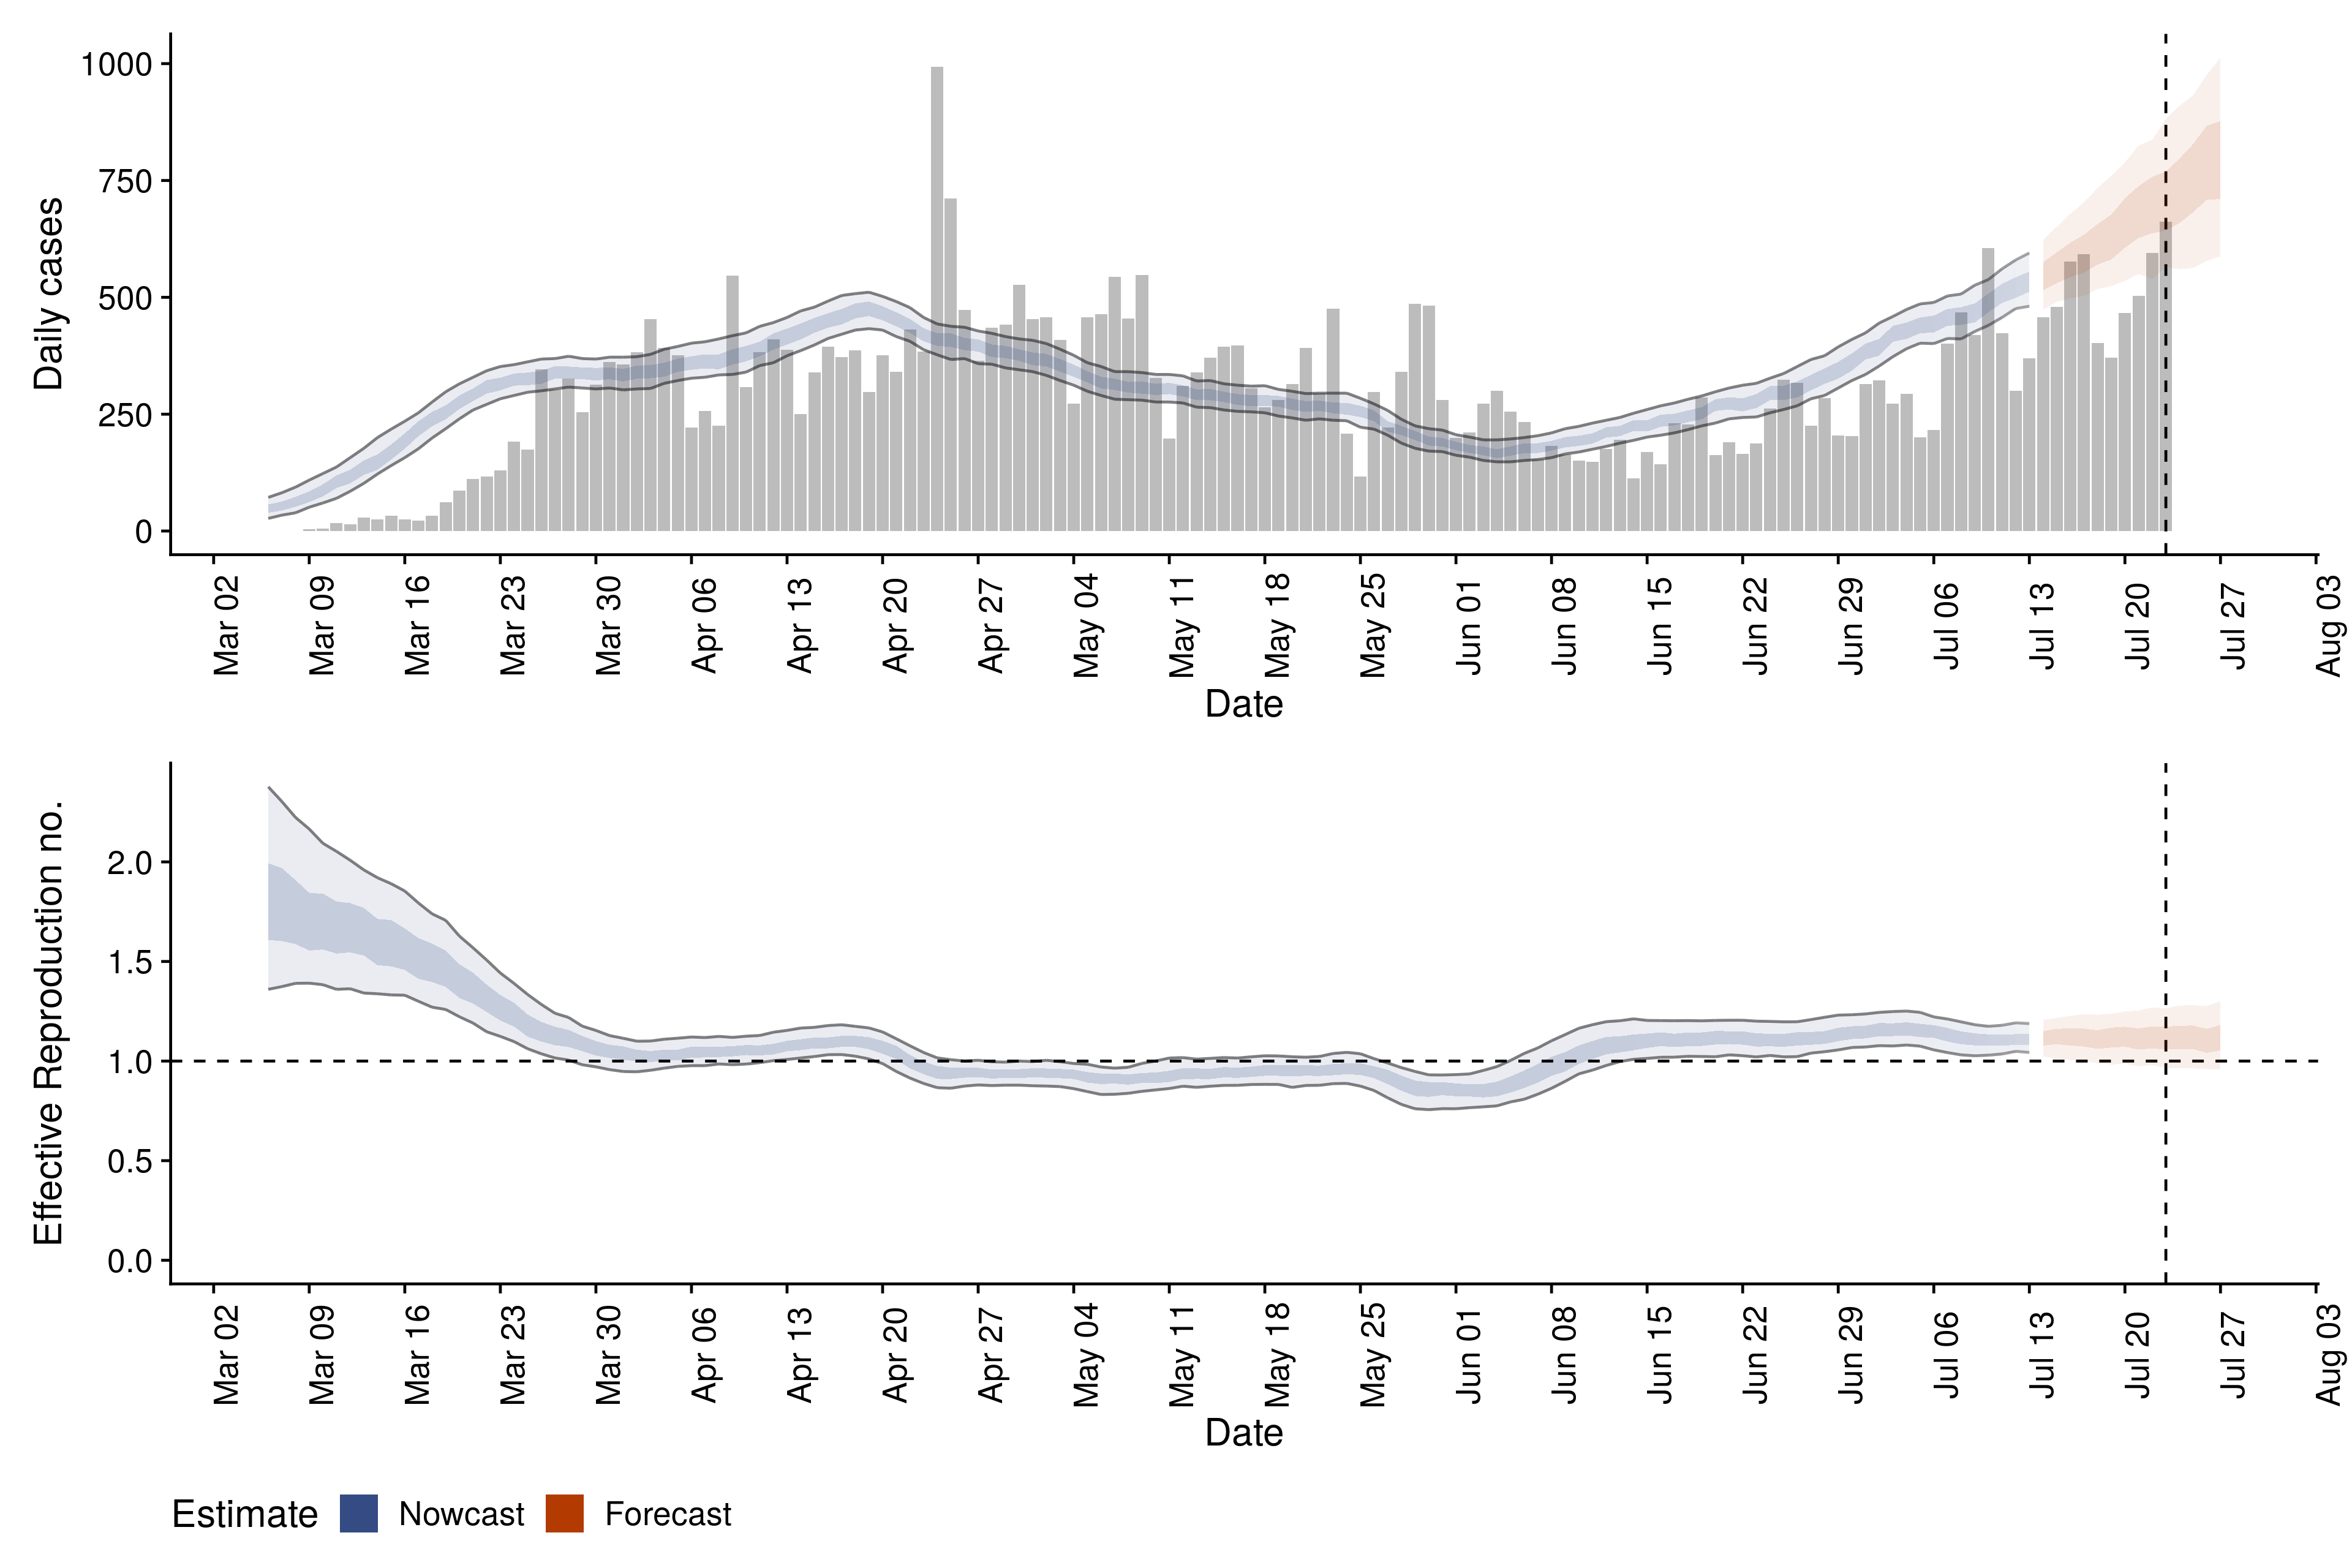 Daily cases
1000
750
500
250
0
Mar 02 Mar 09 Mar 16 Mar 23 Mar 30 Apr 06 Apr 13 Apr 20 Apr 27 May 04 May 11 May 18 May 25 Jun 01 Jun 08 Jun 15 Jun 22 Jun 29 Jul 06 Jul 13 Jul 20 Jul 27 Aug 03
Date
Effective Reproduction no.
2.0
1.5
1.0
0.5
0.0
Mar 02 Mar 09 Mar 16 Mar 23 Mar 30 Apr 06 Apr 13 Apr 20 Apr 27 May 04 May 11 May 18 May 25 Jun 01 Jun 08 Jun 15 Jun 22 Jun 29 Jul 06 Jul 13 Jul 20 Jul 27 Aug 03
Date
Estimate Nowcast Forecast